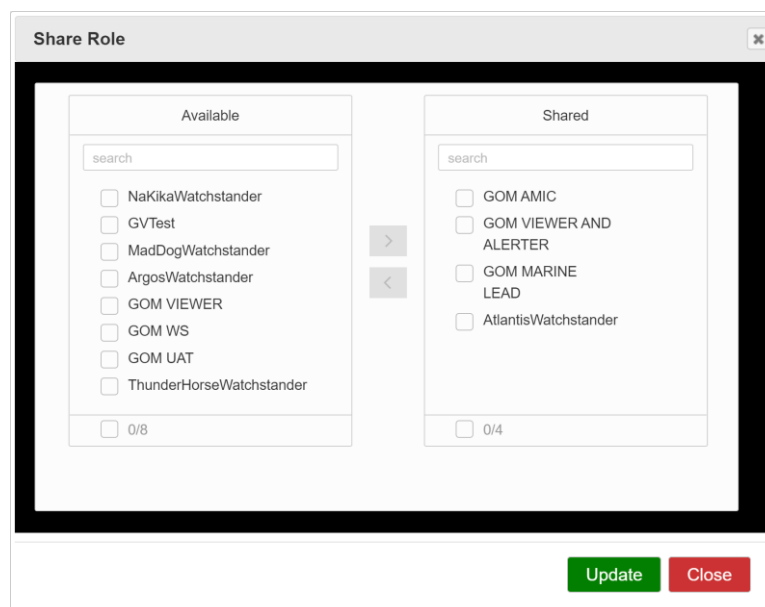 Share Role
Available
search
NaKikaWatchstander
GVTest
MadDogWatchstander
ArgosWatchstander
GOM VIEWER
GOM WS
GOM UAT
ThunderHorseWatchstander
0/8
Shared
search
GOM AMIC
GOM VIEWER AND
ALERTER
GOM MARINE
LEAD
AtlantisWatchstander
0/4
Update
Close